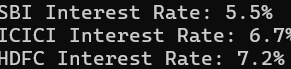 SBI Interest Rate: 5.5%
ICICI Interest Rate: 6.7%
HDFC Interest Rate: 7.2%